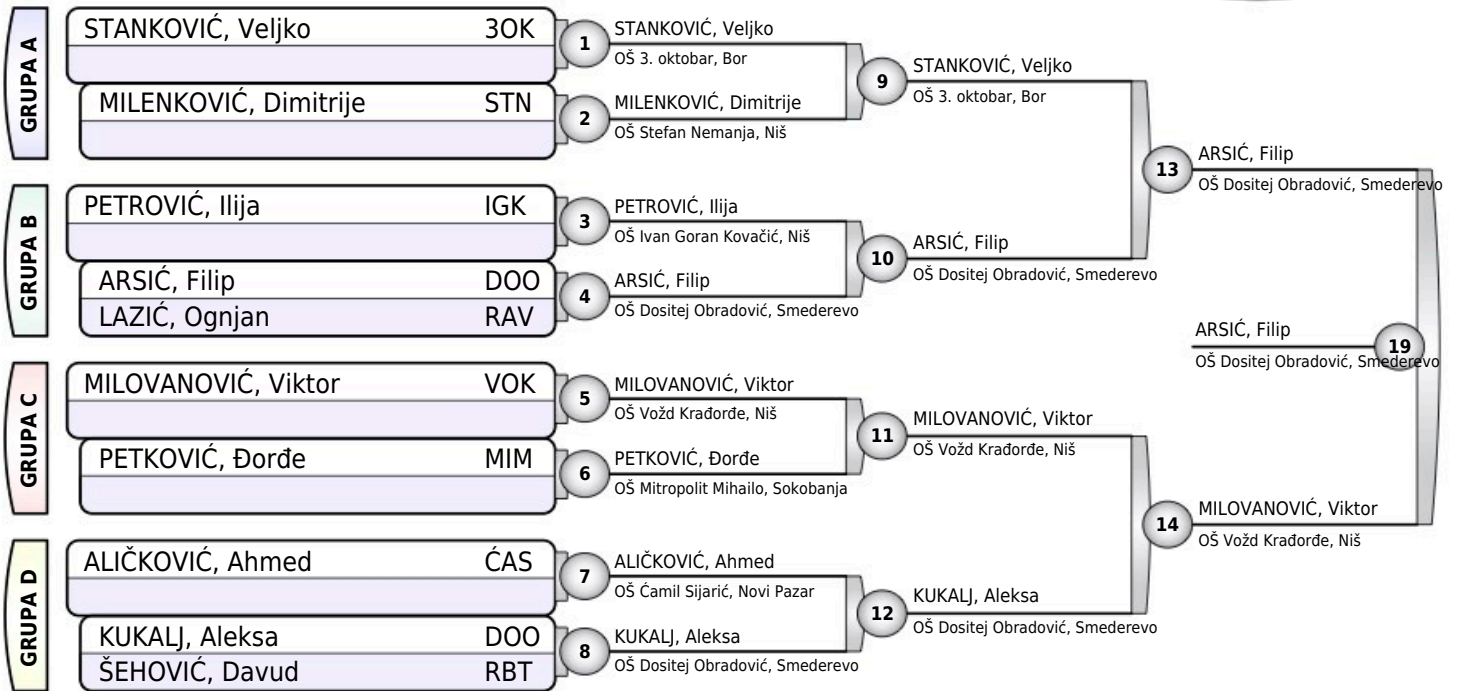 GRUPA A
STANKOVIĆ, Veljko 3OK
MILENKOVIĆ, Dimitrije STN
GRUPA B
PETROVIĆ, Ilija IGK
ARSIĆ, Filip DOO
LAZIĆ, Ognjan RAV
GRUPA C
MILOVANOVIĆ, Viktor VOK
PETKOVIĆ, Đorđe MIM
GRUPA D
ALIČKOVIĆ, Ahmed ĆAS
KUKALJ, Aleksa DOO
ŠEHOVIĆ, Davud RBT
1
STANKOVIĆ, Veljko
OŠ 3. oktobar, Bor
2
MILENKOVIĆ, Dimitrije
OŠ Stefan Nemanja, Niš
3
PETROVIĆ, Ilija
OŠ Ivan Goran Kovačić, Niš
4
ARSIĆ, Filip
OŠ Dositej Obradović, Smederevo
5
MILOVANOVIĆ, Viktor
OŠ Vožd Krađorđe, Niš
6
PETKOVIĆ, Đorđe
OŠ Mitropolit Mihailo, Sokobanja
7
ALIČKOVIĆ, Ahmed
OŠ Ćamil Sijarić, Novi Pazar
8
KUKALJ, Aleksa
OŠ Dositej Obradović, Smederevo
9
STANKOVIĆ, Veljko
OŠ 3. oktobar, Bor
10
ARSIĆ, Filip
OŠ Dositej Obradović, Smederevo
11
MILOVANOVIĆ, Viktor
OŠ Vožd Krađorđe, Niš
12
KUKALJ, Aleksa
OŠ Dositej Obradović, Smederevo
13
ARSIĆ, Filip
OŠ Dositej Obradović, Smederevo
14
MILOVANOVIĆ, Viktor
OŠ Vožd Krađorđe, Niš
19
ARSIĆ, Filip
OŠ Dositej Obradović, Smederevo